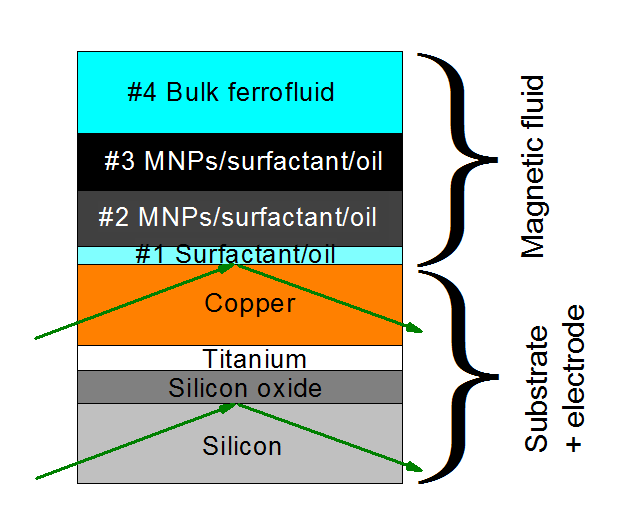 #4 Bulk ferrofluid
#3 MNPs/surfactant/oil
#2 MNPs/surfactant/oil
#1 Surfactant/oil
Copper
Titanium
Silicon oxide
Silicon
Magnetic fluid
Substrate
+ electrode